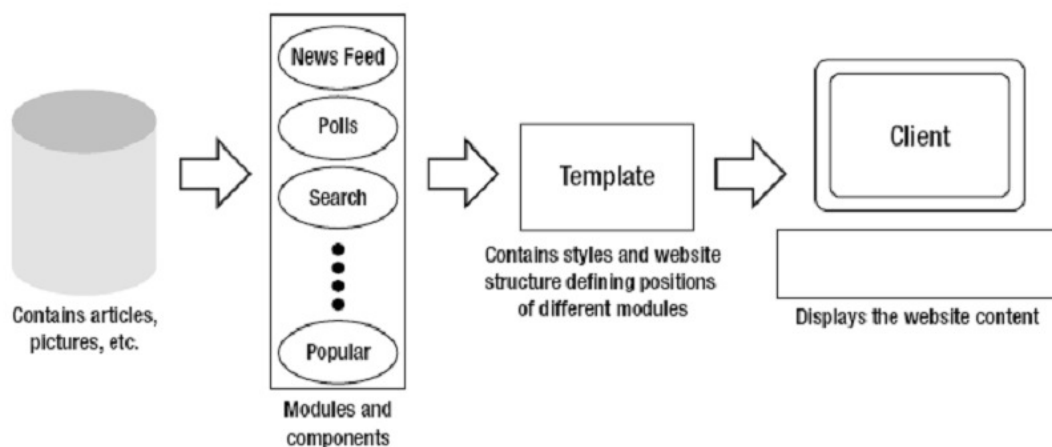 Contains articles,
pictures, etc.
News Feed
Polls
Search
Popular
Modules and
components
Template
Contains styles and website
structure defining positions
of different modules
Client
Displays the website content